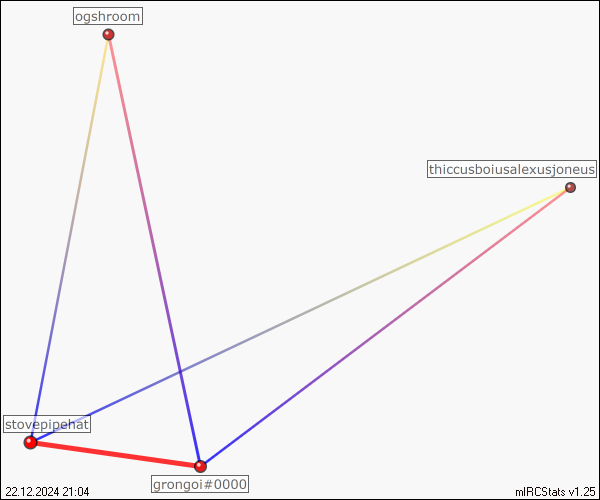 ogshroom
thiccusboiusalexusjoneus
stovepipehat
grongoi#0000
22.12.2024 21:04
mIRCStats v1.25